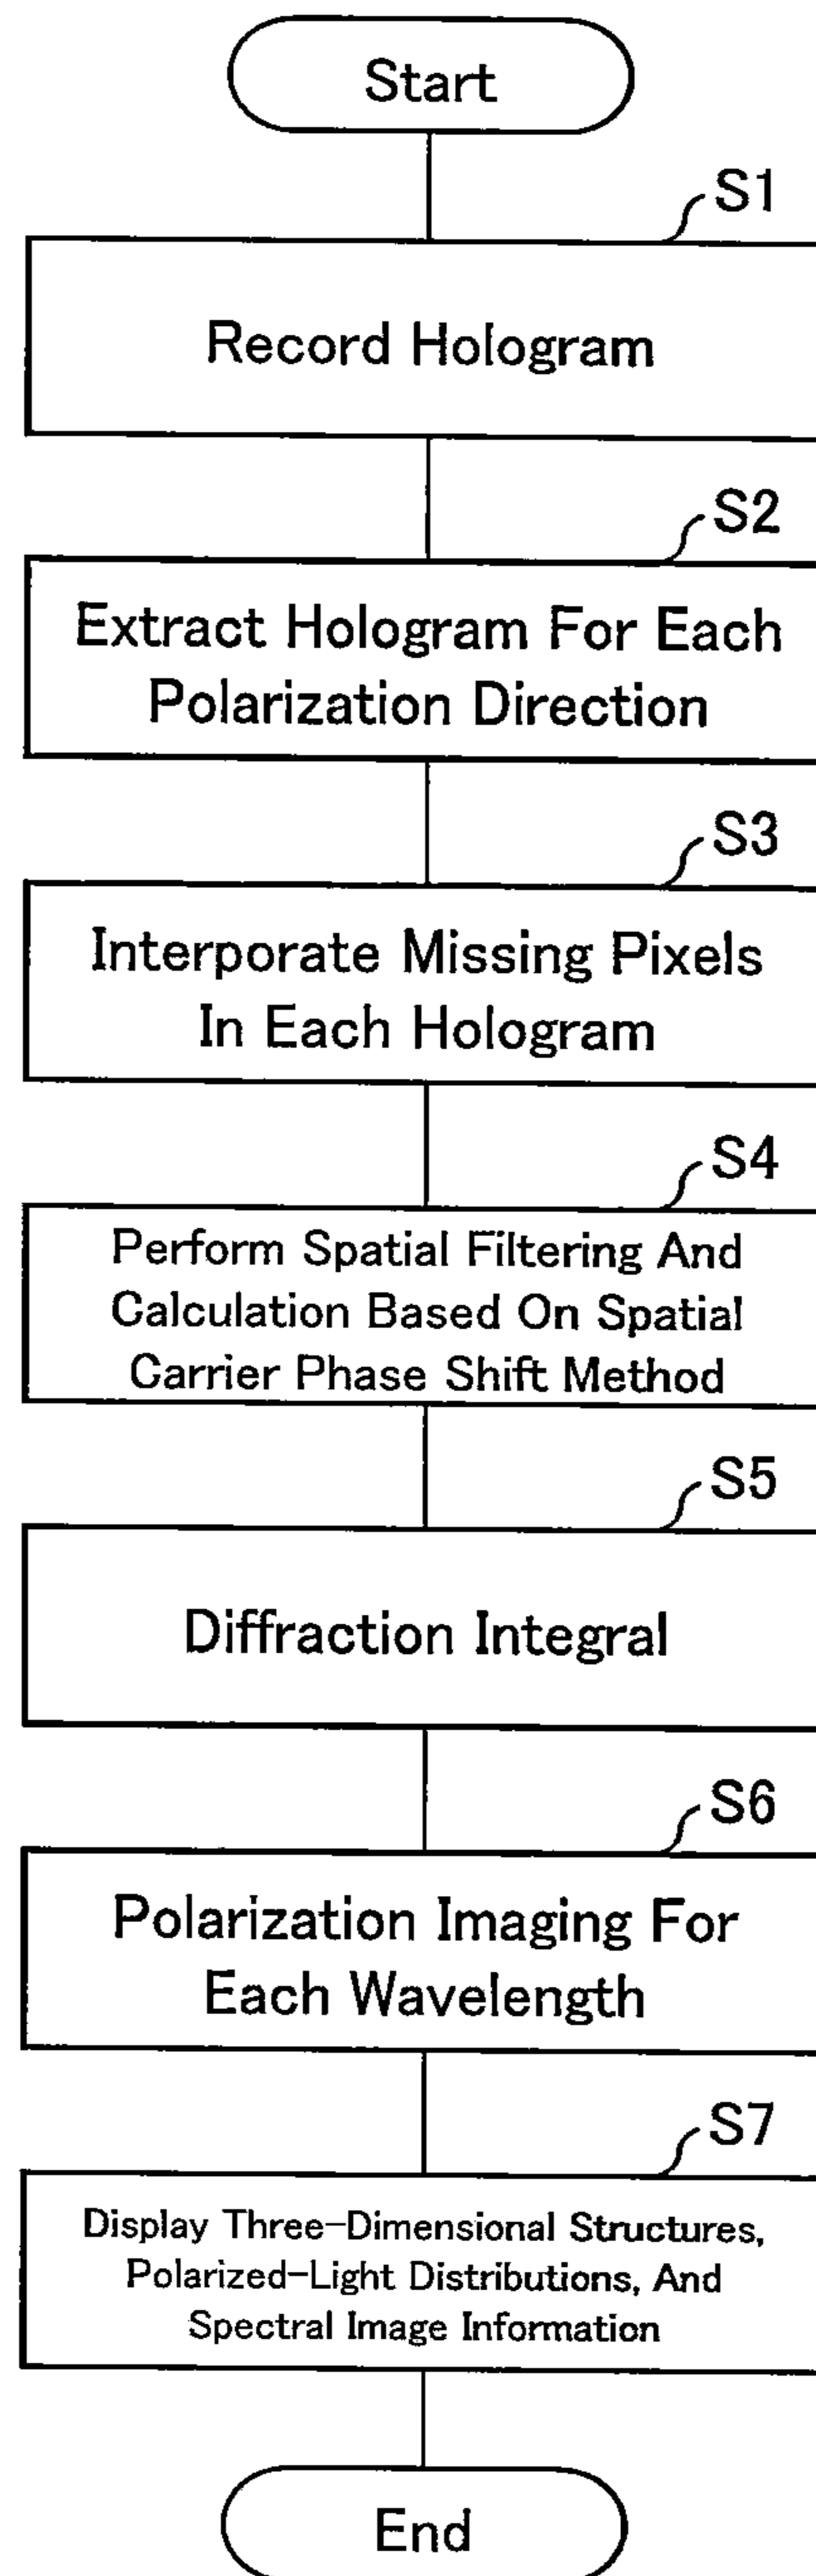 Start
S1
Record Hologram
S2
Extract Hologram For Each
Polarization Direction
S3
Interporate Missing Pixels
In Each Hologram
S4
Perform Spatial Filtering And
Calculation Based On Spatial
Carrier Phase Shift Method
S5
Diffraction Integral
S6
Polarization Imaging For
Each Wavelength
S7
Display Three-Dimensional Structures,
Polarized-Light Distributions, And
Spectral Image Information
End